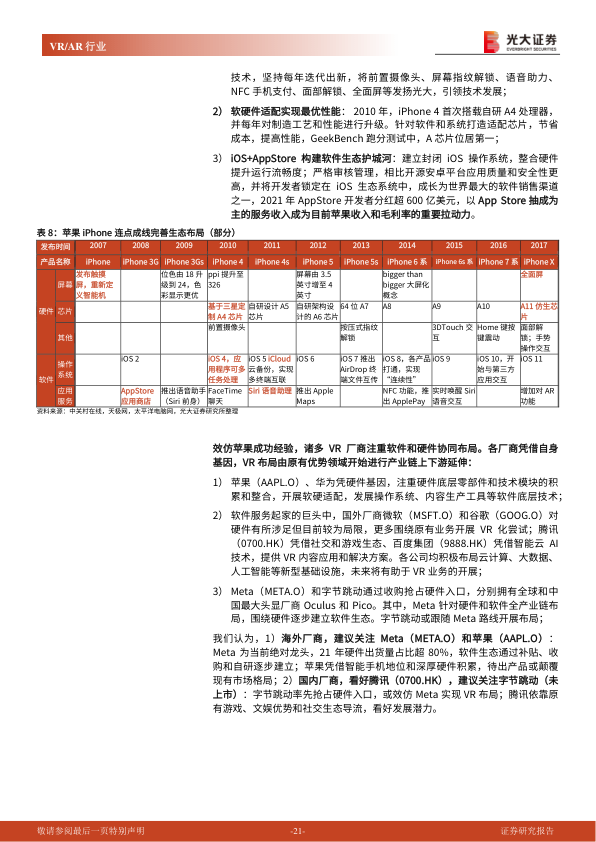 VR/AR 行业
光大证券
EVERBRIGHT SECURITIES
技术，坚持每年迭代出新，将前置摄像头、屏幕指纹解锁、语音助力、
NFC 手机支付、面部解锁、全面屏等发扬光大，引领技术发展；
2） 软硬件适配实现最优性能： 2010 年，iPhone 4 首次搭载自研 A4 处理器，
并每年对制造工艺和性能进行升级。针对软件和系统打造适配芯片，节省
成本，提高性能，GeekBench 跑分测试中，A 芯片位居第一；
3） iOS+AppStore 构建软件生态护城河：建立封闭 iOS 操作系统，整合硬件
提升运行流畅度；严格审核管理，相比开源安卓平台应用质量和安全性更
高，并将开发者锁定在 iOS 生态系统中，成长为世界最大的软件销售渠道
之一，2021 年 AppStore 开发者分红超 600 亿美元，以 App Store 抽成为
主的服务收入成为目前苹果收入和毛利率的重要拉动力。
表 8：苹果 iPhone 连点成线完善生态布局（部分）
发布时间 2007 2008 2009 2010 2011 2012 2013 2014 2015 2016 2017
产品名称 iPhone iPhone 3G iPhone 3Gs iPhone 4 iPhone 4s iPhone 5 iPhone 5s iPhone 6 系 iPhone 6s 系 iPhone 7 系 iPhone X
硬件 屏幕 发布触摸屏，重新定义智能机 位色由 18 升级到 24，色彩显示更优 ppi 提升至 326 屏幕由 3.5 英寸增至 4 英寸 bigger than bigger 大屏化概念 全面屏
芯片 基于三星定制 A4 芯片 自研设计 A5 芯片 自研架构设计的 A6 芯片 64 位 A7 A8 A9 A10 A11 仿生芯片
其他 前置摄像头 按压式指纹解锁 3DTouch 交互 Home 键按键震动 面部解锁；手势操作交互
软件 操作系统 iOS 2 iOS 4，应用程序可多任务处理 iOS 5 iCloud 云备份，实现多终端互联 iOS 6 iOS 7 推出 AirDrop 终端文件互传 iOS 8，各产品打通，实现“连续性” iOS 9 iOS 10，开始与第三方应用交互 iOS 11
应用服务 AppStore 应用商店 推出语音助手（Siri 前身） FaceTime 聊天 Siri 语音助理 推出 Apple Maps NFC 功能，推出 ApplePay 实时唤醒 Siri 语音交互 增加对 AR 功能
资料来源：中关村在线，天极网，太平洋电脑网，光大证券研究所整理
效仿苹果成功经验，诸多 VR 厂商注重软件和硬件协同布局。各厂商凭借自身
基因，VR 布局由原有优势领域开始进行产业链上下游延伸：
1） 苹果（AAPL.O）、华为凭硬件基因，注重硬件底层零部件和技术模块的积
累和整合，开展软硬适配，发展操作系统、内容生产工具等软件底层技术；
2） 软件服务起家的巨头中，国外厂商微软（MSFT.O）和谷歌（GOOG.O）对
硬件有所涉足但目前较为局限，更多围绕原有业务开展 VR 化尝试；腾讯
（0700.HK）凭借社交和游戏生态、百度集团（9888.HK）凭借智能云 AI
技术，提供 VR 内容应用和解决方案。各公司均积极布局云计算、大数据、
人工智能等新型基础设施，未来将有助于 VR 业务的开展；
3） Meta（META.O）和字节跳动通过收购抢占硬件入口，分别拥有全球和中
国最大头显厂商 Oculus 和 Pico。其中，Meta 针对硬件和软件全产业链布
局，围绕硬件逐步建立软件生态。字节跳动或跟随 Meta 路线开展布局；
我们认为，1）海外厂商，建议关注 Meta（META.O）和苹果（AAPL.O）：
Meta 为当前绝对龙头，21 年硬件出货量占比超 80%，软件生态通过补贴、收
购和自研逐步建立；苹果凭借智能手机地位和深厚硬件积累，待出产品或颠覆
现有市场格局；2）国内厂商，看好腾讯（0700.HK），建议关注字节跳动（未
上市）：字节跳动率先抢占硬件入口，或效仿 Meta 实现 VR 布局；腾讯依靠原
有游戏、文娱优势和社交生态导流，看好发展潜力。
敬请参阅最后一页特别声明
-21-
证券研究报告